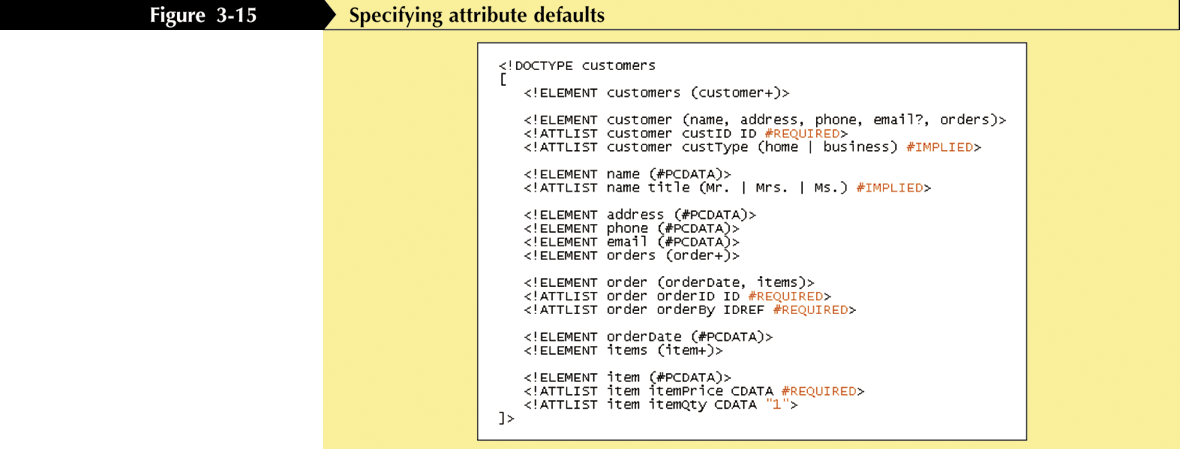 Figure 3-15
Specifying attribute defaults
<!DOCTYPE customers
[
<!ELEMENT customers (customer+)>
<!ELEMENT customer (name, address, phone, email?, orders)>
<!ATTLIST customer custID ID #REQUIRED>
<!ATTLIST customer custType (home | business) #IMPLIED>
<!ELEMENT name (#PCDATA)>
<!ATTLIST name title (Mr. | Mrs. | Ms.) #IMPLIED>
<!ELEMENT address (#PCDATA)>
<!ELEMENT phone (#PCDATA)>
<!ELEMENT email (#PCDATA)>
<!ELEMENT orders (order+)>
<!ELEMENT order (orderDate, items)>
<!ATTLIST order orderID ID #REQUIRED>
<!ATTLIST order orderBy IDREF #REQUIRED>
<!ELEMENT orderDate (#PCDATA)>
<!ELEMENT items (item+)>
<!ELEMENT item (#PCDATA)>
<!ATTLIST item itemPrice CDATA #REQUIRED>
<!ATTLIST item itemQty CDATA "1">
]>